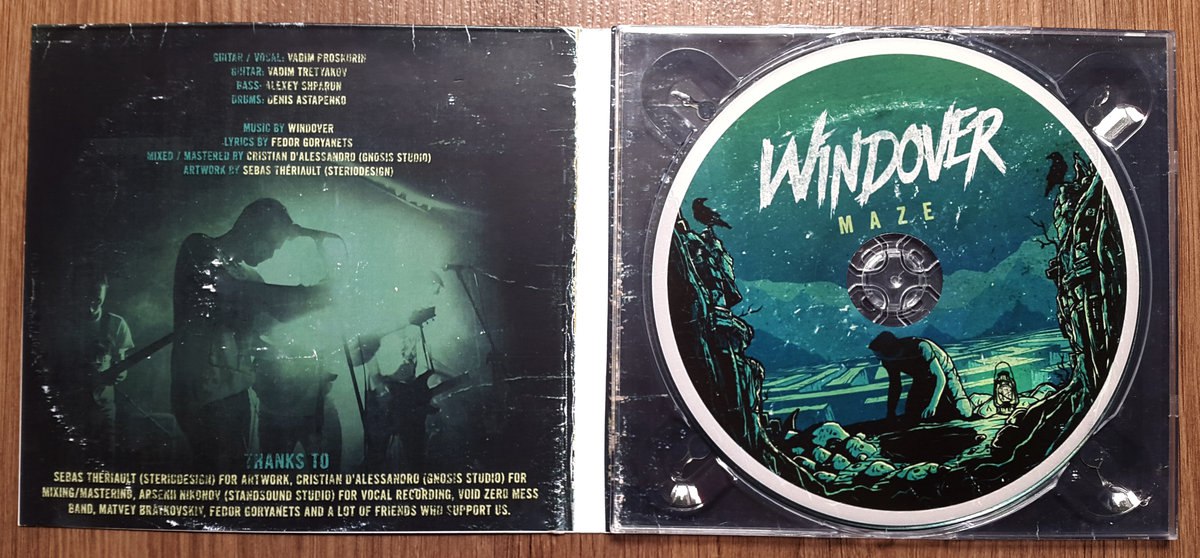 GUITAR / VOCAL: VADIM PROSKURIN
GUITAR: VADIM TRETYAKOV
BASS: ALEXEY SHPARUN
DRUMS: DENIS ASTAPENKO
MUSIC BY WINDOVER
LYRICS BY FEDOR GORYANETS
MIXED / MASTERED BY CRISTIAN D'ALESSANDRO (GNOSIS STUDIO)
ARTWORK BY SEBAS THÉRIAULT (STERIODESIGN)
THANKS TO
SEBAS THÉRIAULT (STERIODESIGN) FOR ARTWORK, CRISTIAN D'ALESSANDRO (GNOSIS STUDIO) FOR
MIXING/MASTERING, ARSENII NIKONOV (STANDSOUND STUDIO) FOR VOCAL RECORDING, VOID ZERO MESS
BAND, MATVEY BRATKOVSKIY, FEDOR GORYANETS AND A LOT OF FRIENDS WHO SUPPORT US.
WINDOVER
MAZE